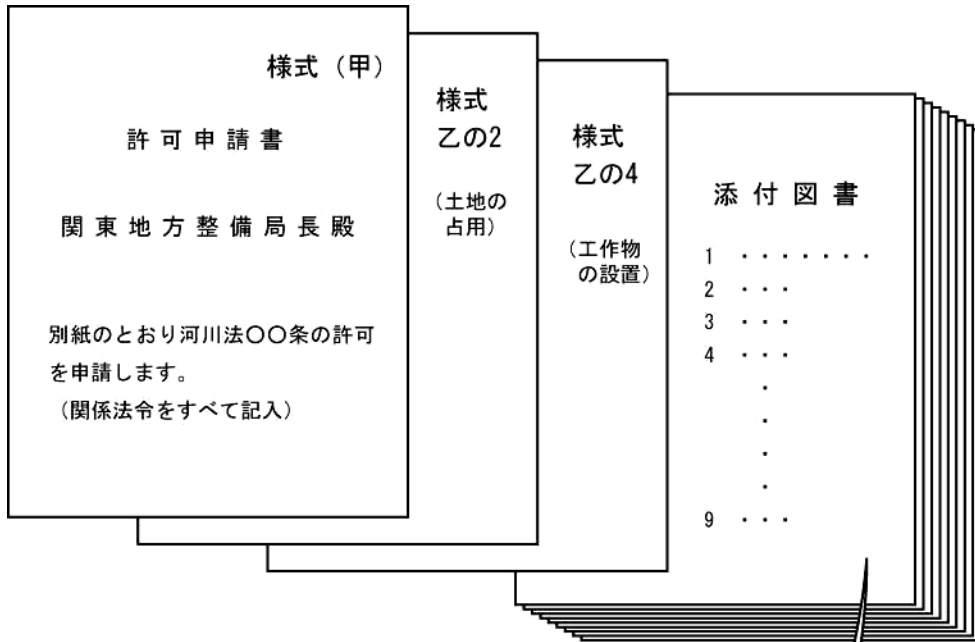 様式（甲）
許可申請書
関東地方整備局長殿
別紙のとおり河川法〇〇条の許可
を申請します。
（関係法令をすべて記入）
様式
乙の2
（土地の
占用）
様式
乙の4
（工作物
の設置）
添付図書
1 ・・・・・・・
2 ・・・
3 ・・・
4 ・・・
・
・
・
・
9 ・・・